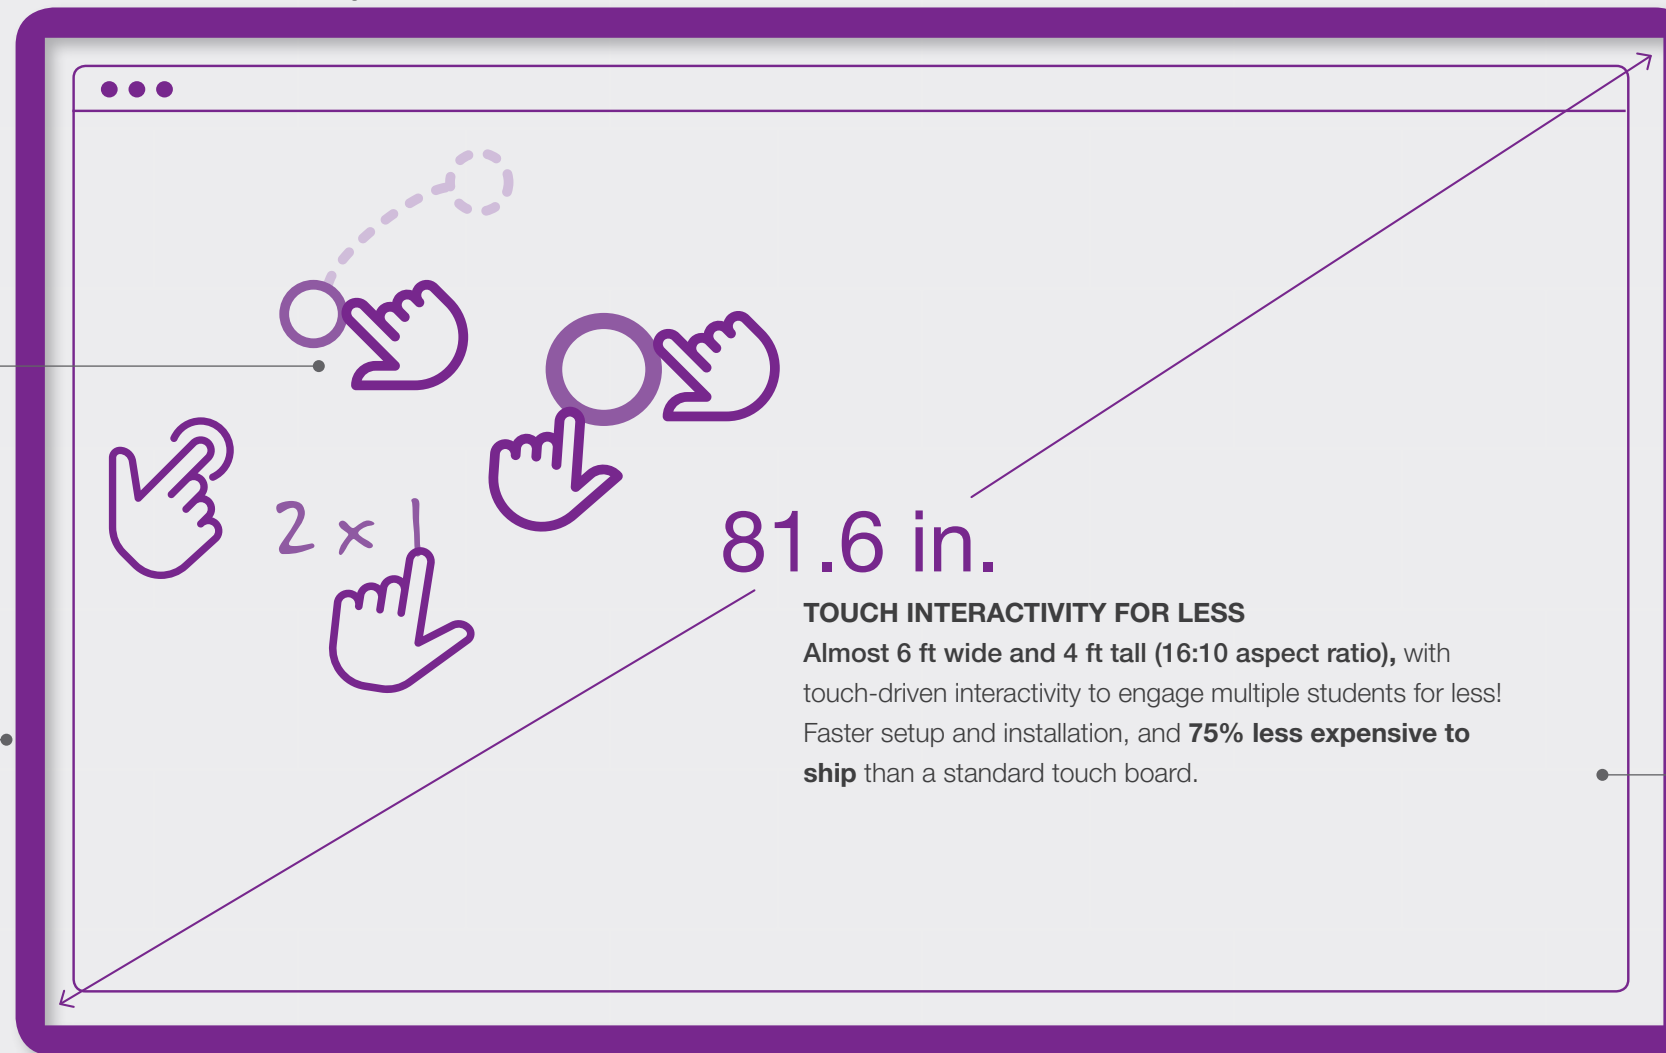 2 x 1
81.6 in.
TOUCH INTERACTIVITY FOR LESS
Almost 6 ft wide and 4 ft tall (16:10 aspect ratio), with
touch-driven interactivity to engage multiple students for less!
Faster setup and installation, and 75% less expensive to
ship than a standard touch board.